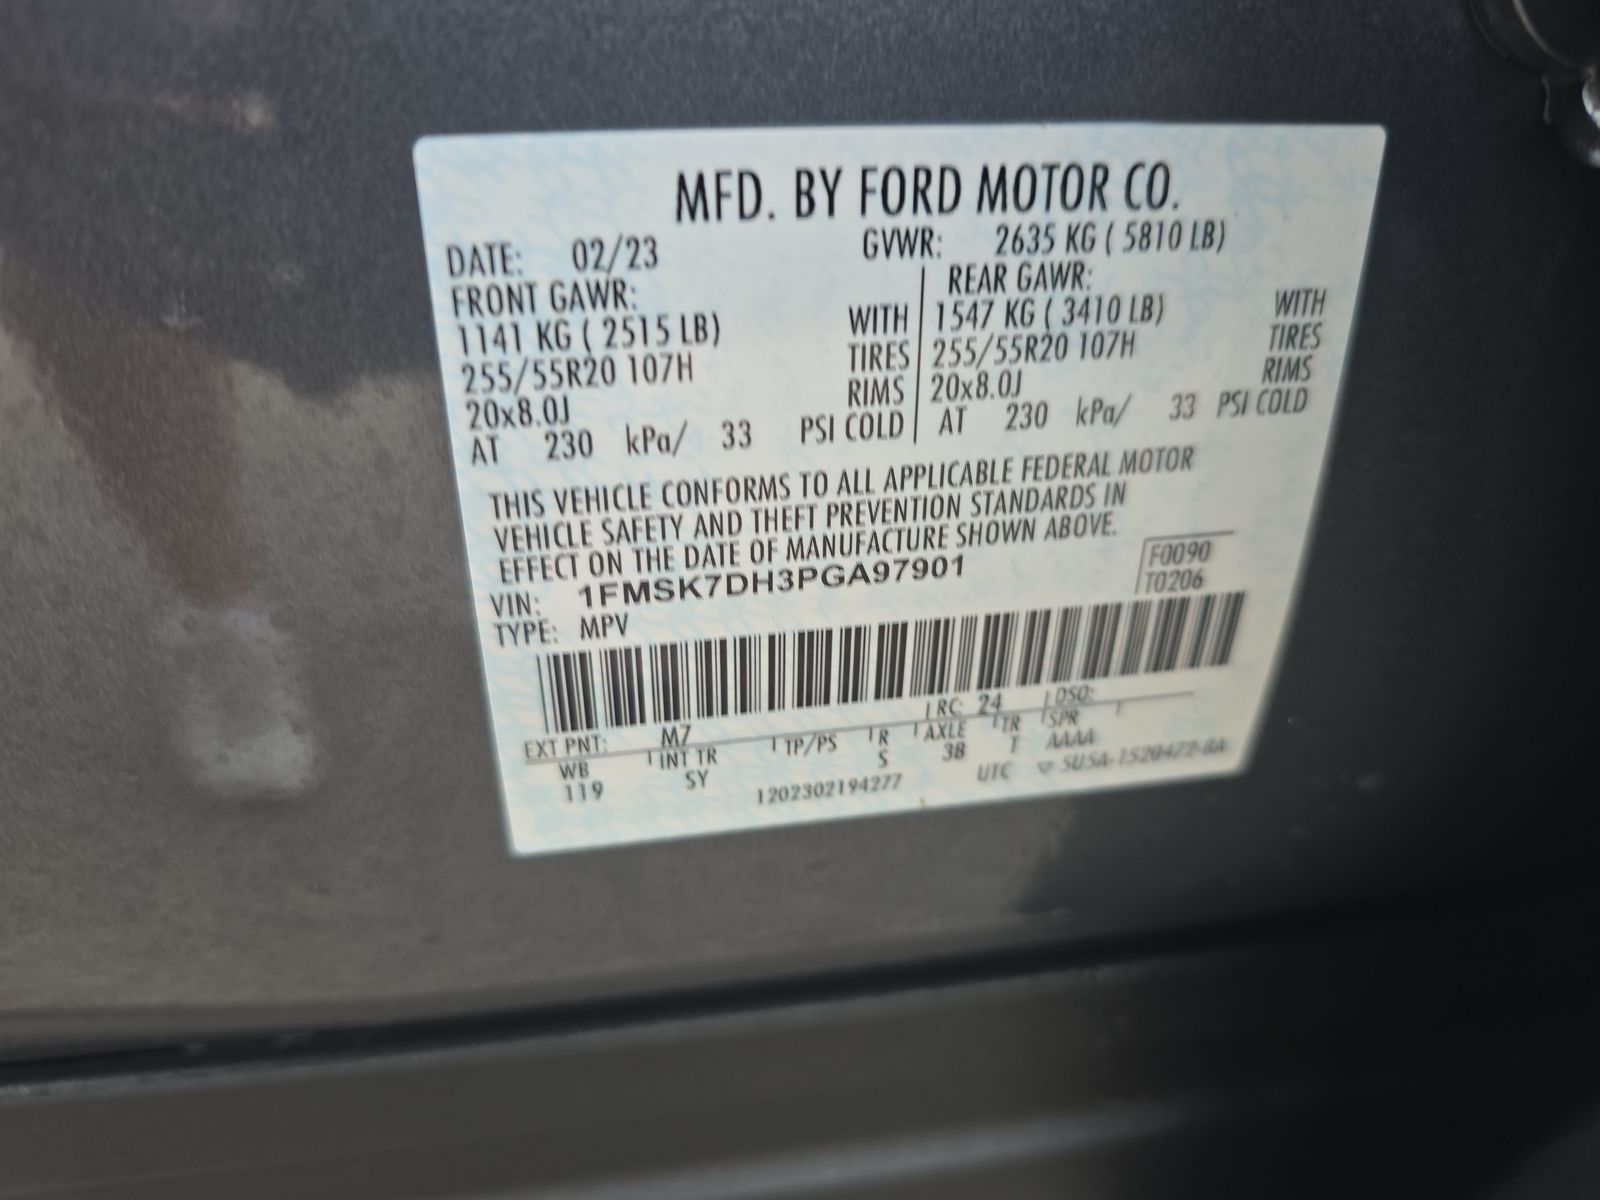 MFD. BY FORD MOTOR CO.
DATE: 02/23 GVWR: 2635 KG ( 5810 LB)
FRONT GAWR: REAR GAWR:
1141 KG ( 2515 LB) WITH 1547 KG ( 3410 LB) WITH
255/55R20 107H TIRES 255/55R20 107H TIRES
20x8.0J RIMS 20x8.0J RIMS
AT 230 kPa/ 33 PSI COLD AT 230 kPa/ 33 PSI COLD
THIS VEHICLE CONFORMS TO ALL APPLICABLE FEDERAL MOTOR
VEHICLE SAFETY AND THEFT PREVENTION STANDARDS IN
EFFECT ON THE DATE OF MANUFACTURE SHOWN ABOVE.
VIN: 1FMSK7DH3PGA97901 F0090
TYPE: MPV T0206
EXT PNT: M7 RC: 24 DSO:
WB INT TR TP/PS R AXLE TR SPR
119 SY S 38 T AAAA
1202302194277 UTC ▽ 5U5A-1520472-BA